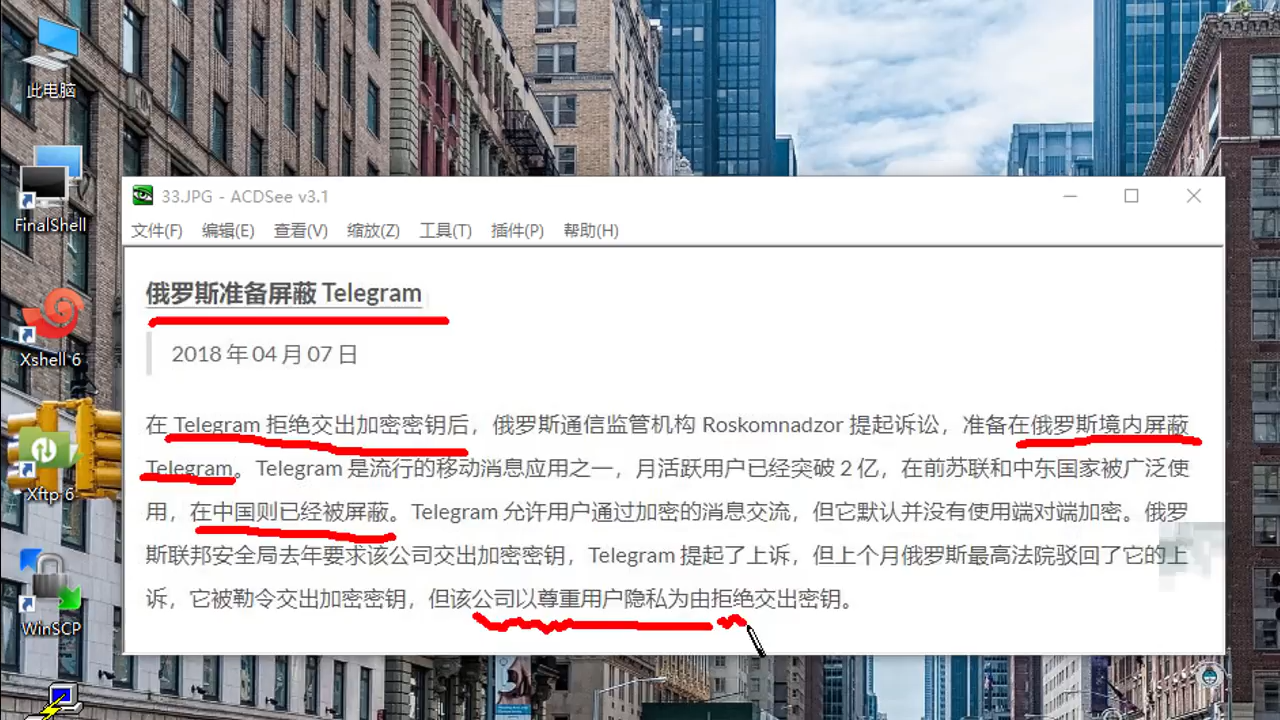 此电脑
FinalShell
Xshell 6
Xftp 6
WinSCP
33.JPG - ACDSee v3.1
文件(F) 编辑(E) 查看(V) 缩放(Z) 工具(T) 插件(P) 帮助(H)
俄罗斯准备屏蔽 Telegram
2018 年 04 月 07 日
在 Telegram 拒绝交出加密密钥后，俄罗斯通信监管机构 Roskomnadzor 提起诉讼，准备在俄罗斯境内屏蔽
Telegram。Telegram 是流行的移动消息应用之一，月活跃用户已经突破 2 亿，在前苏联和中东国家被广泛使
用，在中国则已经被屏蔽。Telegram 允许用户通过加密的消息交流，但它默认并没有使用端对端加密。俄罗
斯联邦安全局去年要求该公司交出加密密钥，Telegram 提起了上诉，但上个月俄罗斯最高法院驳回了它的上
诉，它被勒令交出加密密钥，但该公司以尊重用户隐私为由拒绝交出密钥。